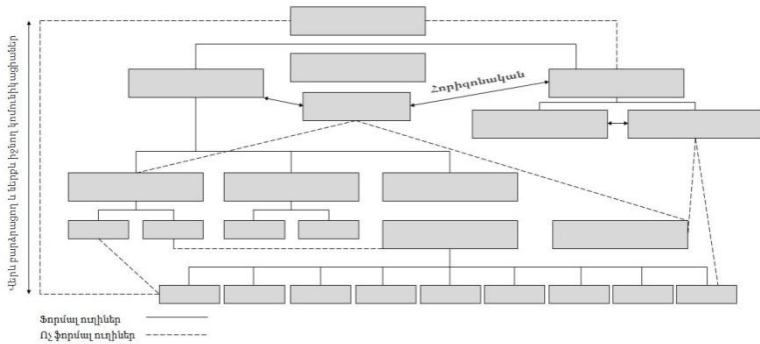 Վերև բարձրացող և ներքև իջնող կոմունիկացիաներ
Հորիզոնական
Ֆորմալ ուղիներ
Ոչ ֆորմալ ուղիներ